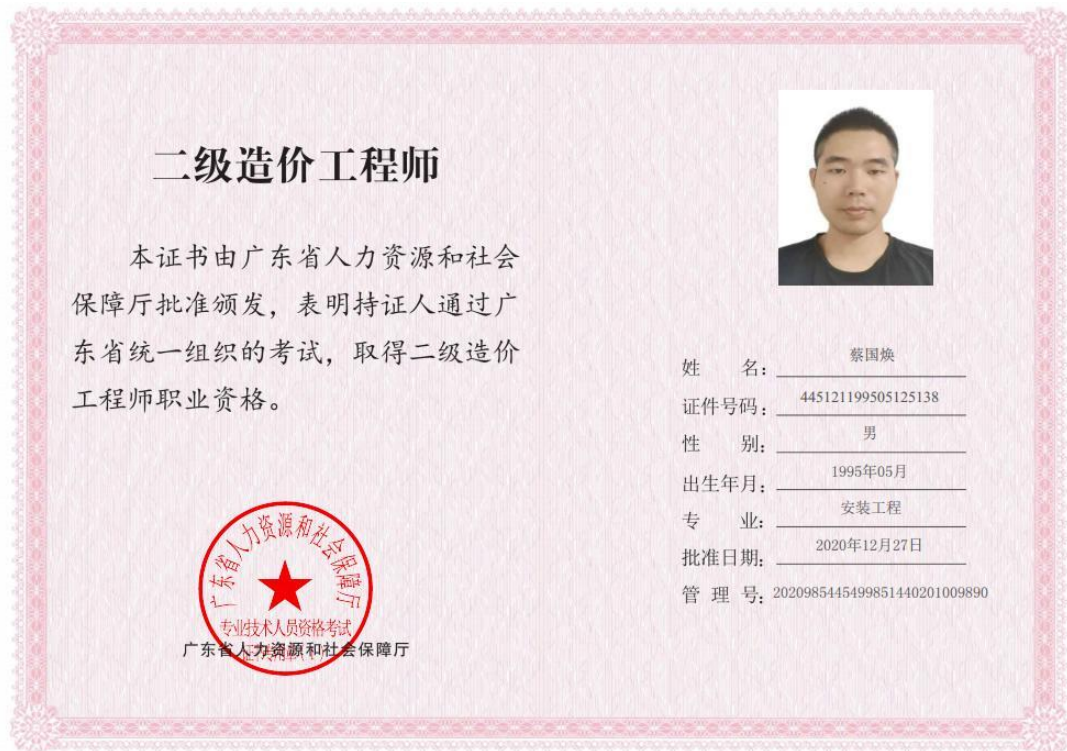 二级造价工程师
本证书由广东省人力资源和社会
保障厅批准颁发，表明持证人通过广
东省统一组织的考试，取得二级造价
工程师职业资格。
广东省人力资源和社会保障厅
专业技术人员资格考试
广东省人力资源和社会保障厅
姓 名：蔡国焕
证件号码：445121199505125138
性 别：男
出生年月：1995年05月
专 业：安装工程
批准日期：2020年12月27日
管 理 号：2020985445499851440201009890